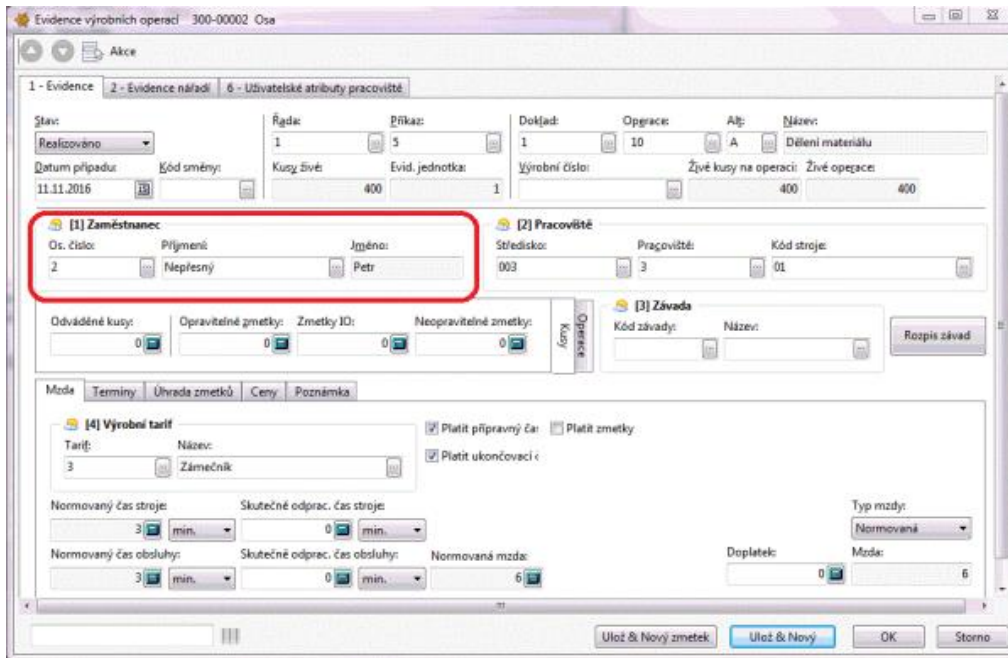 Evidence výrobních operací 300-00002 Osa
Akce
1 - Evidence 2 - Evidence nářadí 6 - Uživatelské atributy pracoviště
Stav: Řada: Příkaz: Doklad: Operace: Alt: Název:
Realizováno 1 5 1 10 A Dělení materiálu
Datum případu: Kód směny: Kusy živé: Evid. jednotka: Výrobní číslo: Živé kusy na operaci: Živé operace:
11.11.2016 400 1 400 400
[1] Zaměstnanec [2] Pracoviště
Os. číslo: Příjmení: Jméno: Středisko: Pracoviště: Kód stroje:
2 Nepřesný Petr 003 3 01
[3] Závada
Odváděné kusy: Opravitelné zmetky: Zmetky IO: Neopravitelné zmetky: Kusy Operace Kód závady: Název: Rozpis závad
0 0 0 0
Mzda Termíny Úhrada zmetků Ceny Poznámka
[4] Výrobní tarif Platit přípravný ča: Platit zmetky
Tarif: Název: Platit ukončovací č
3 Zámečník
Normovaný čas stroje: Skutečně odprac. čas stroje: Typ mzdy:
3 min. 0 min. Normovaná
Normovaný čas obsluhy: Skutečně odprac. čas obsluhy: Normovaná mzda: Doplatek: Mzda:
3 min. 0 min. 6 0 6
Ulož & Nový zmetek Ulož & Nový OK Storno